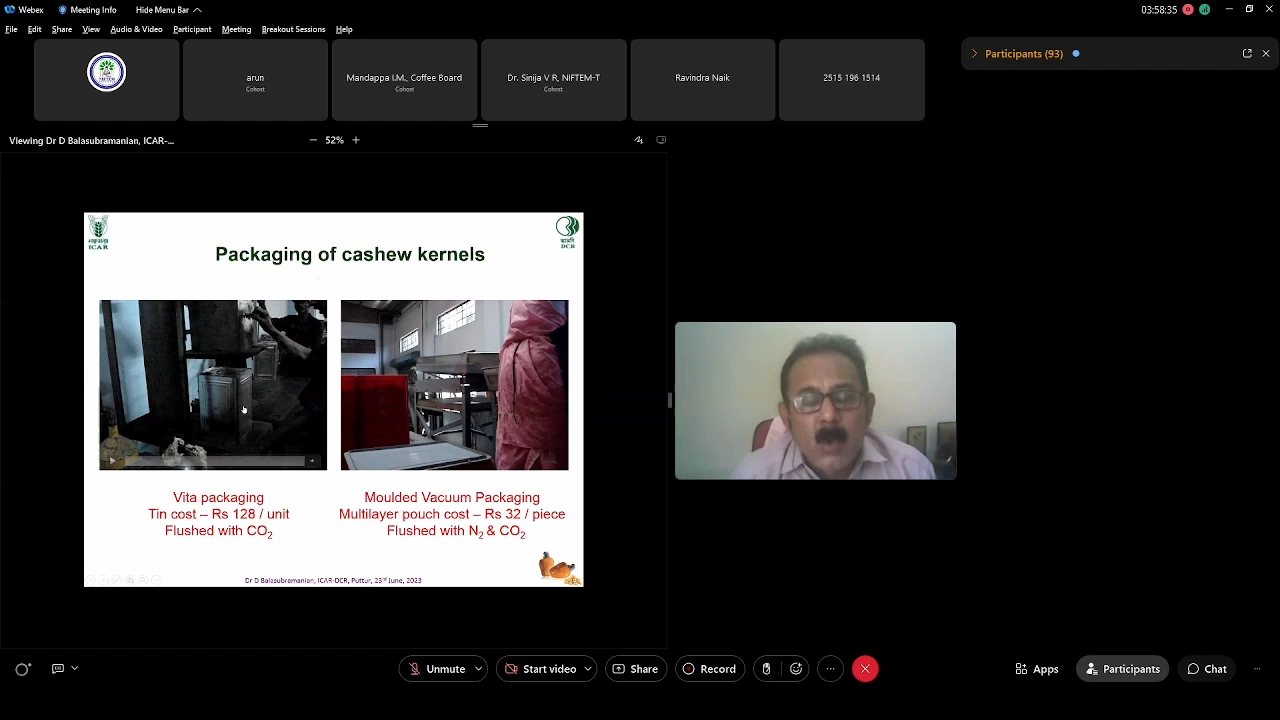 Webex
Meeting Info
Hide Menu Bar
03:58:35
File
Edit
Share
View
Audio & Video
Participant
Meeting
Breakout Sessions
Help
arun
Cohost
Mandappa I.M., Coffee Board
Cohost
Dr. Sinija V R, NIFTEM-T
Cohost
Ravindra Naik
2515 196 1514
Participants (93)
Viewing Dr D Balasubramanian, ICAR-...
52%
ICAR
DCR
Packaging of cashew kernels
Vita packaging
Tin cost – Rs 128 / unit
Flushed with CO2
Moulded Vacuum Packaging
Multilayer pouch cost – Rs 32 / piece
Flushed with N2 & CO2
Dr D Balasubramanian, ICAR-DCR, Puttur, 23rd June, 2023
Unmute
Start video
Share
Record
Apps
Participants
Chat